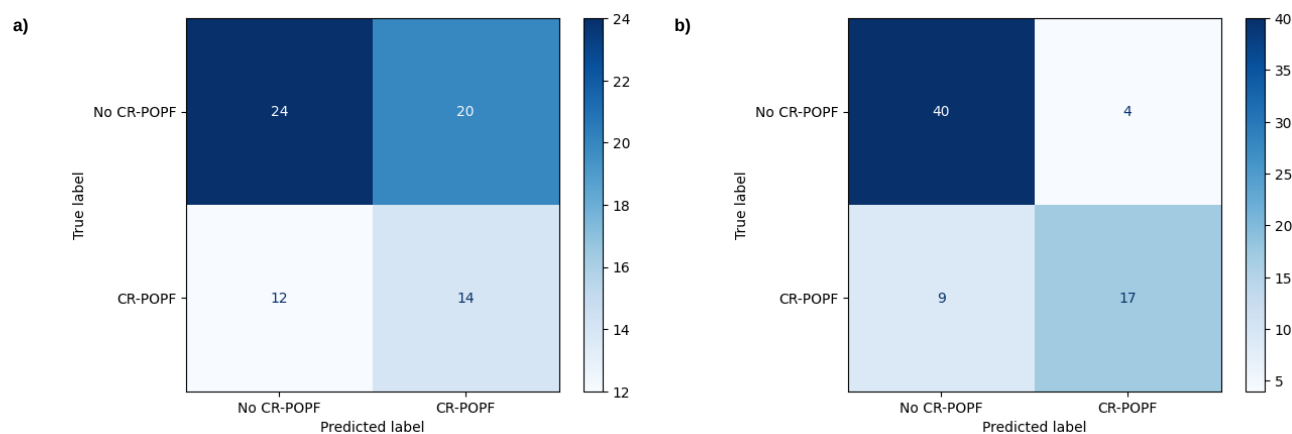 a)
No CR-POPF
CR-POPF
True label
24 20
12 14
No CR-POPF CR-POPF
Predicted label
24
22
20
18
16
14
12
b)
No CR-POPF
CR-POPF
True label
40 4
9 17
No CR-POPF CR-POPF
Predicted label
40
35
30
25
20
15
10
5